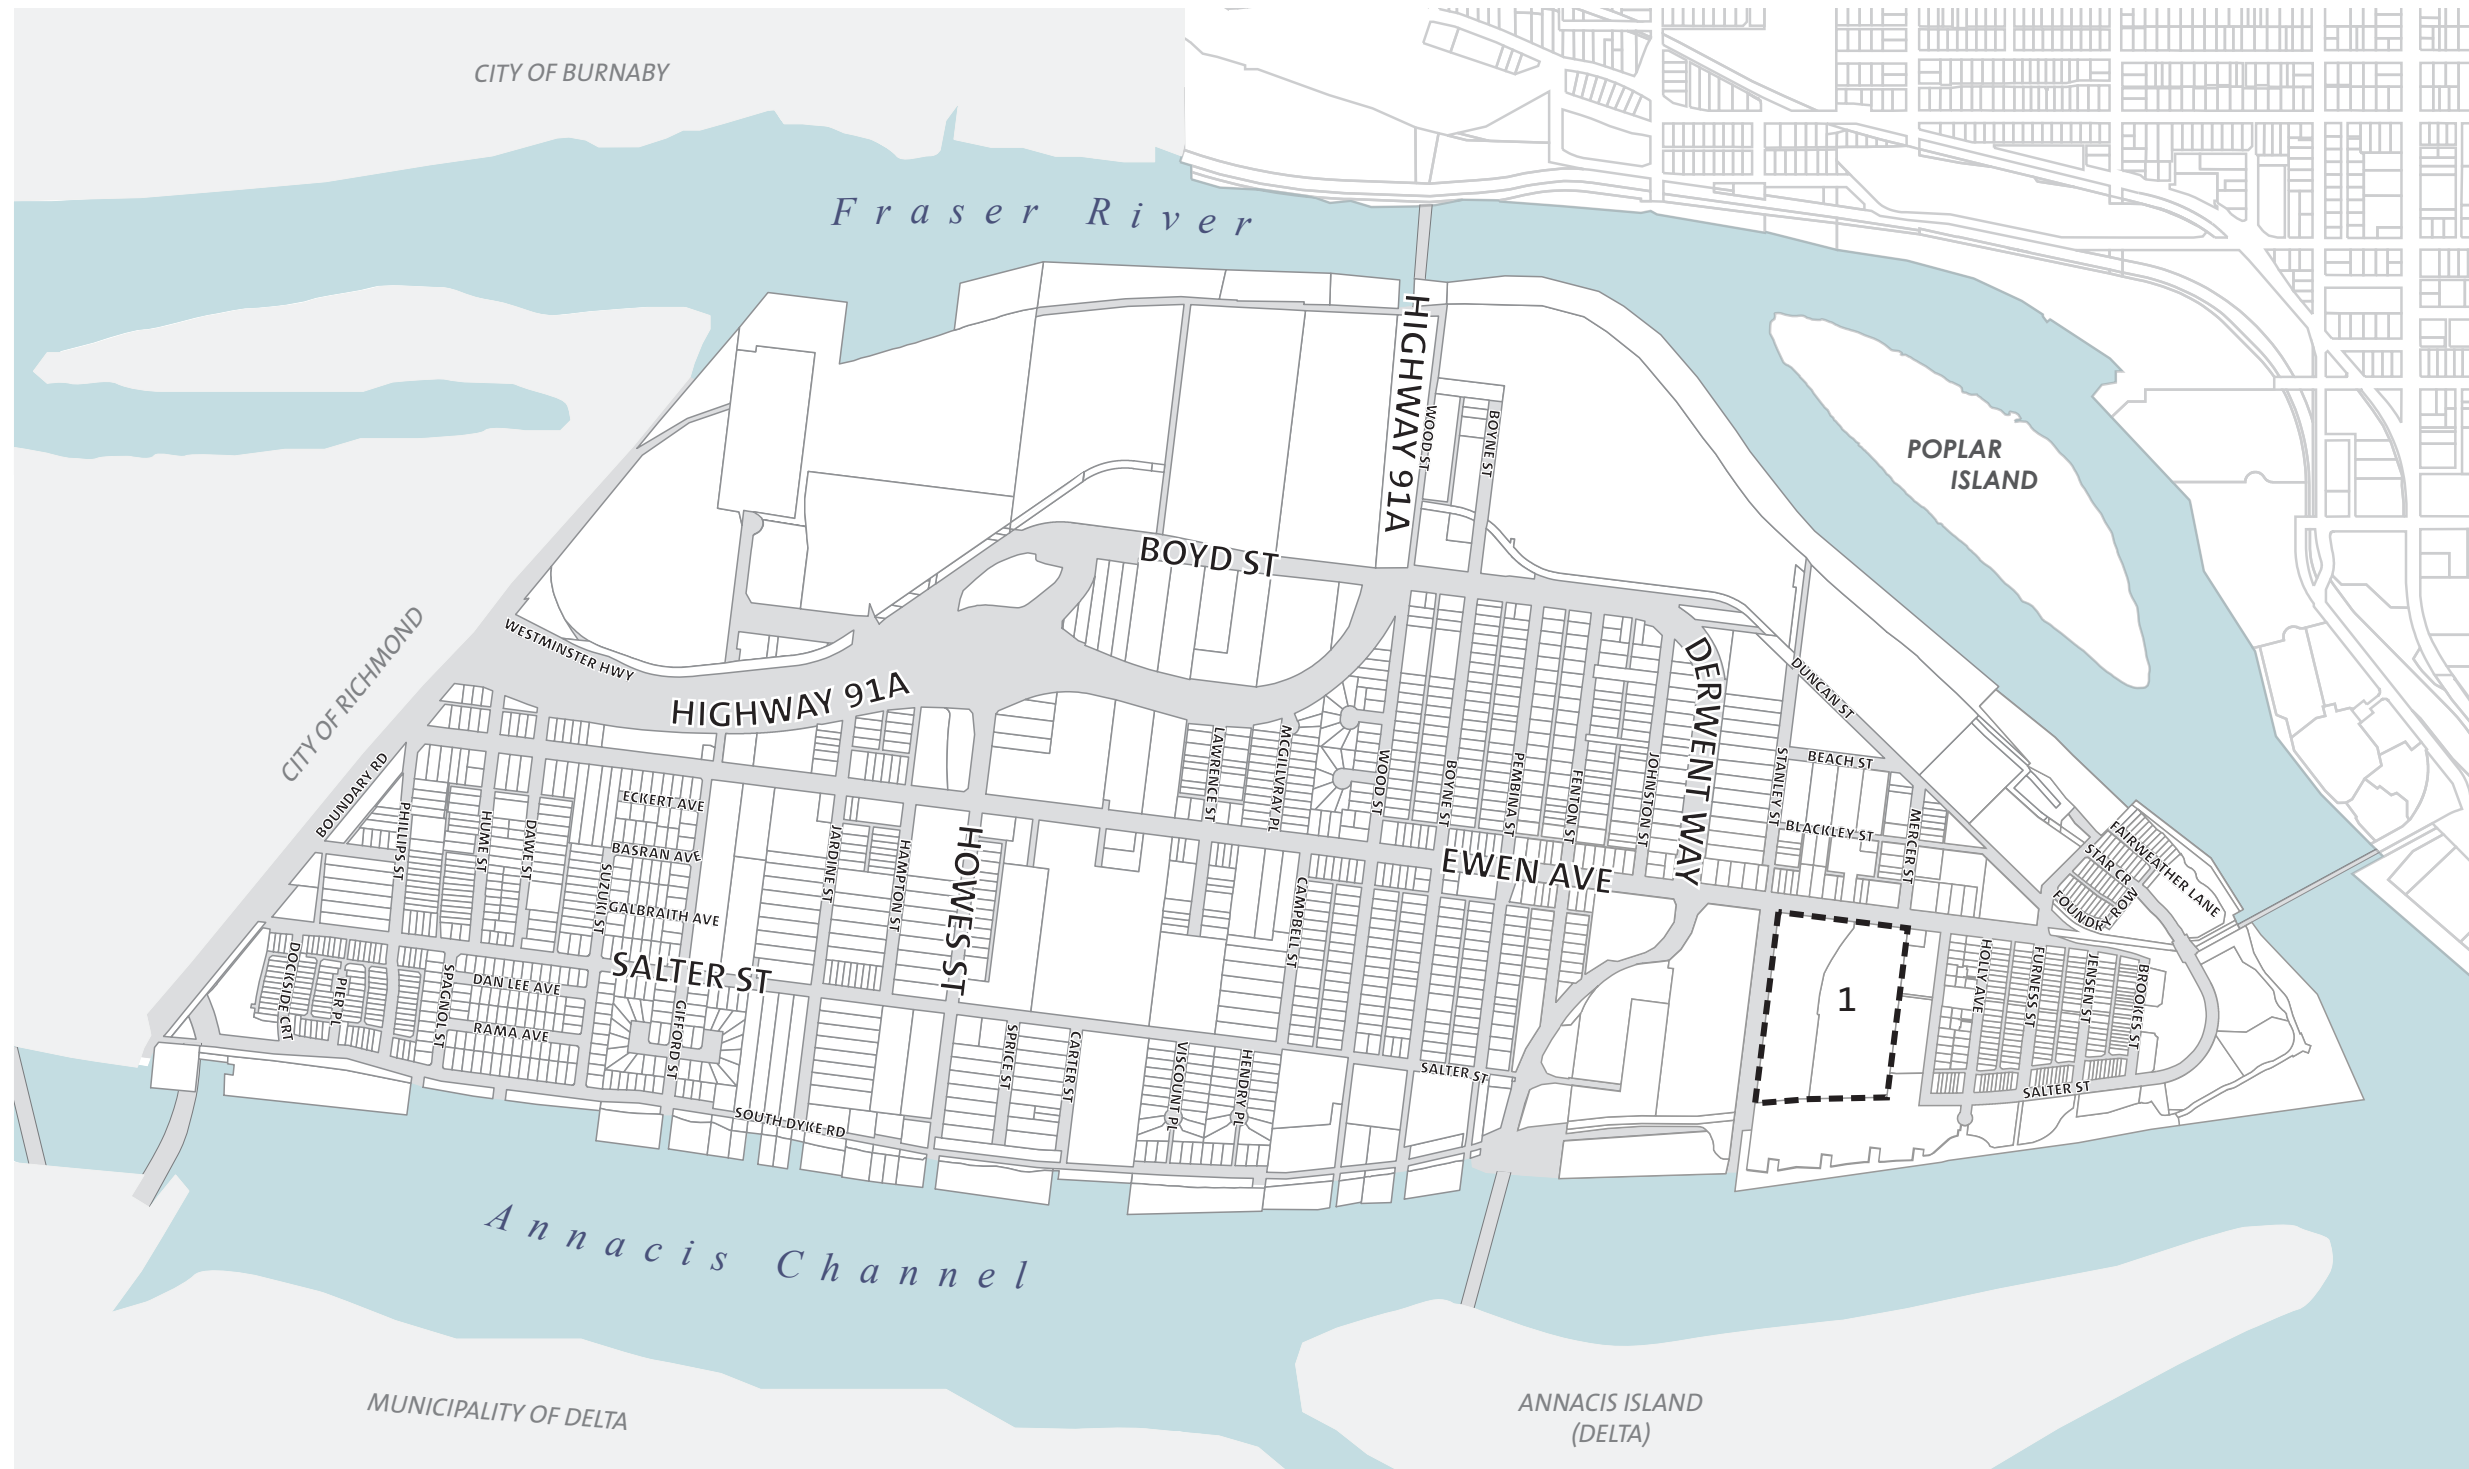 CITY OF BURNABY
Fraser River
HIGHWAY 91A
WOOD ST
BOYNE ST
POPLAR
ISLAND
BOYD ST
CITY OF RICHMOND
WESTMINSTER HWY
HIGHWAY 91A
DERWENT WAY
DUNCAN ST
BOUNDARY RD
PHILLIPS ST
HUME ST
DAWE ST
ECKERT AVE
BASRAN AVE
SUZUKI ST
GALBRAITH AVE
JARDINE ST
HAMPTON ST
HOWES ST
LAWRENCE ST
MCGILLVRAY PL
WOOD ST
BOYNE ST
PEMBINA ST
FENTON ST
JOHNSTON ST
STANLEY ST
BEACH ST
BLACKLEY ST
MERCER ST
FAIRWEATHER LANE
STAR CR
FOUNDRY ROW
EWEN AVE
CAMPBELL ST
DOCKSIDE CRT
PIER PL
SPAGNOL ST
DAN LEE AVE
RAMA AVE
SALTER ST
GIFFORD ST
SOUTH DYKE RD
SPRICE ST
CARTER ST
VISCOUNT PL
HENDRY PL
SALTER ST
1
HOLLY AVE
FURNESS ST
JENSEN ST
BROOKES ST
SALTER ST
Annacis Channel
MUNICIPALITY OF DELTA
ANNACIS ISLAND
(DELTA)